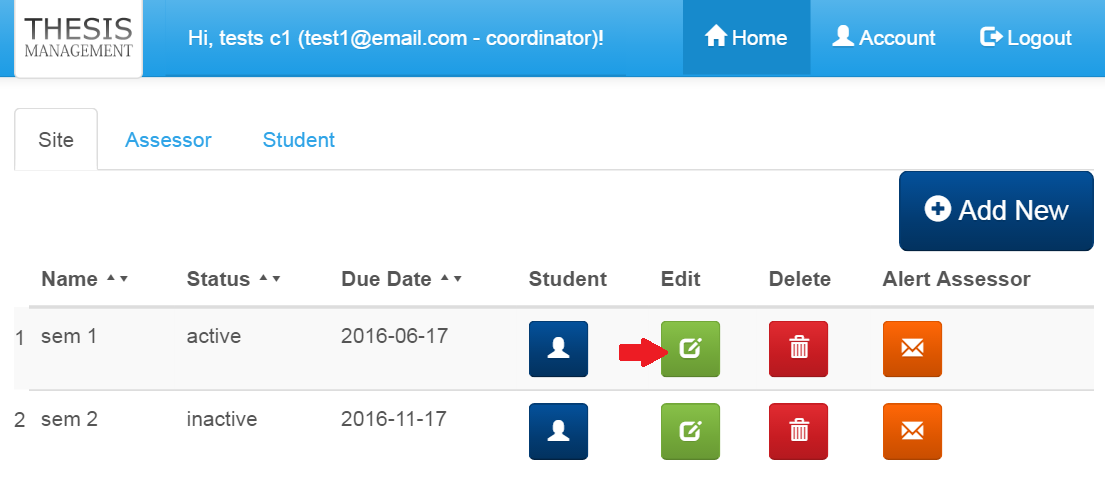 THESIS
MANAGEMENT
Hi, tests c1 (test1@email.com - coordinator)!
Home
Account
Logout
Site
Assessor
Student
Add New
Name Status Due Date Student Edit Delete Alert Assessor
1 sem 1 active 2016-06-17
2 sem 2 inactive 2016-11-17